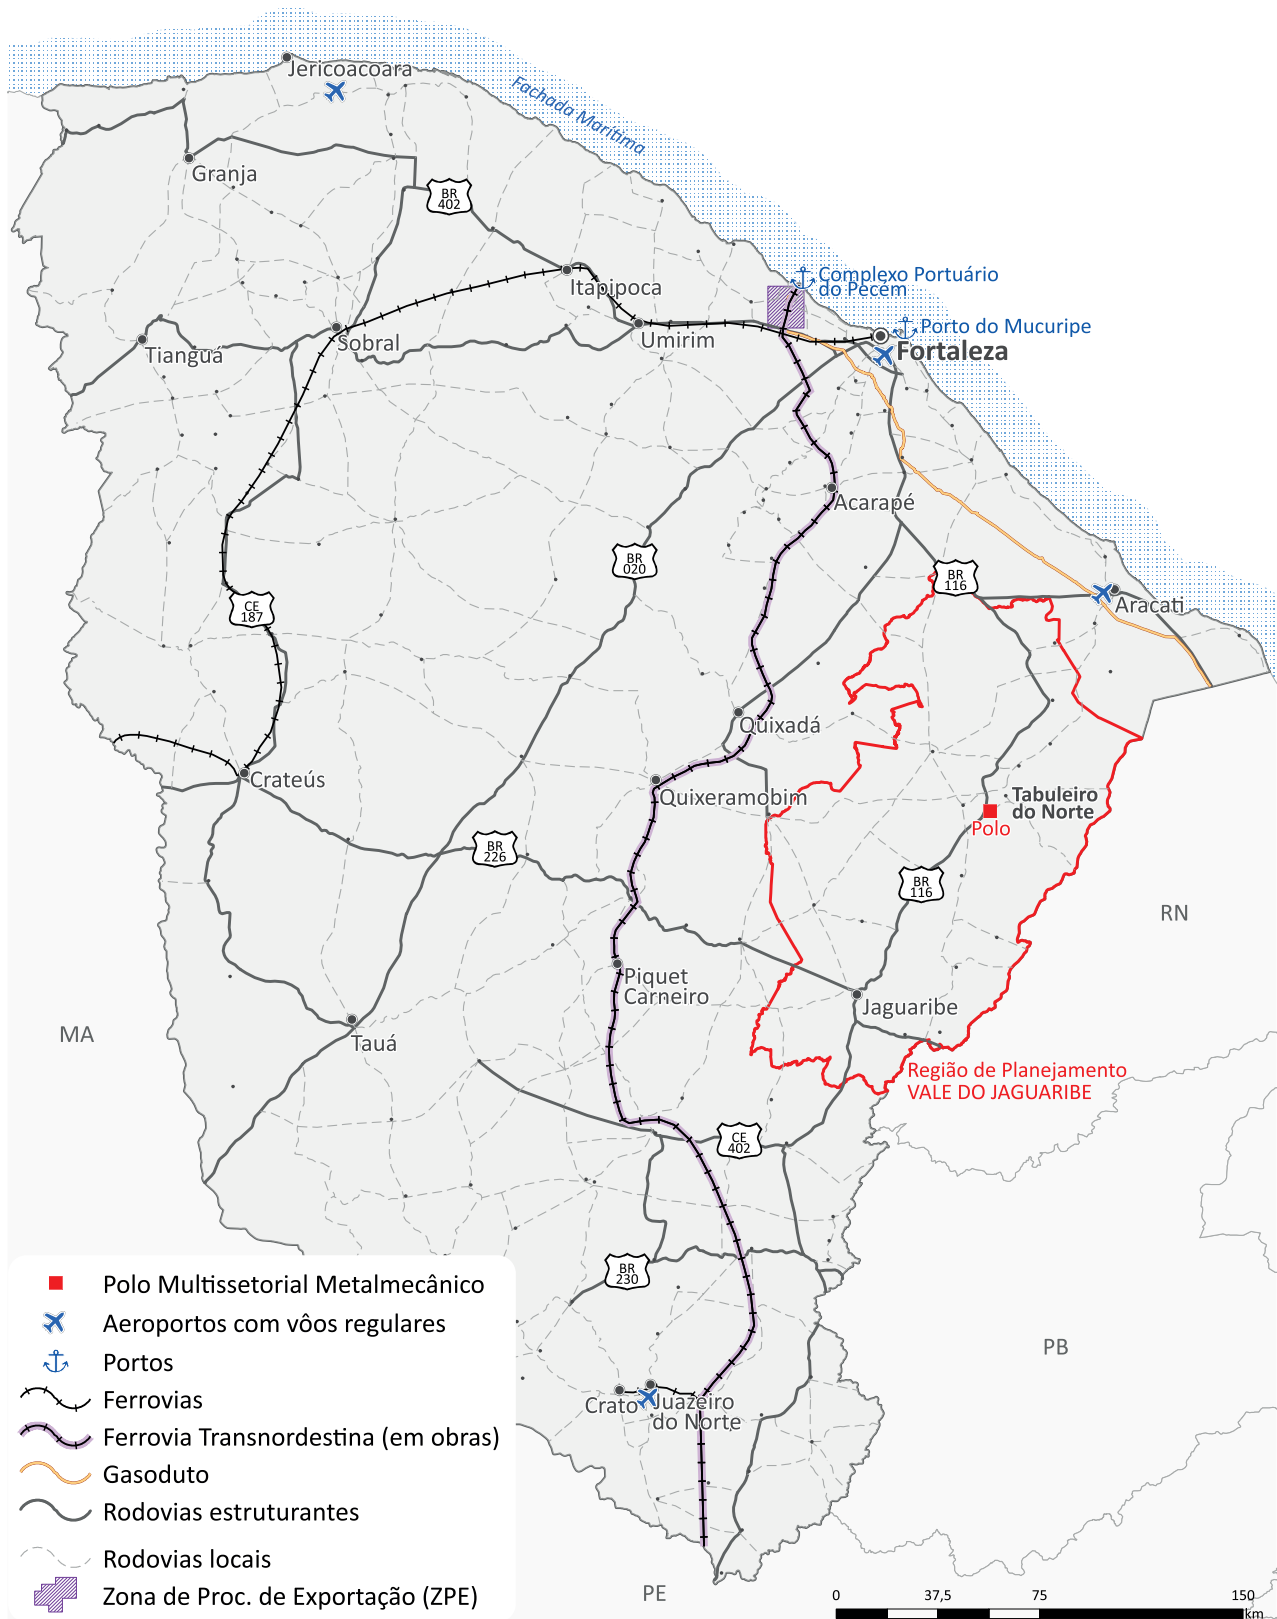 Jericoacoara
Fachada Marítima
Granja
BR
402
Complexo Portuário
do Pecém
Itapipoca
Porto do Mucuripe
Umirim
Sobral
Tianguá
Fortaleza
Acarapé
BR
020
BR
116
CE
187
Aracati
Quixadá
Crateús
Quixeramobim
Tabuleiro
do Norte
Polo
BR
226
BR
116
RN
Piquet
Carneiro
Jaguaribe
MA
Tauá
Região de Planejamento
VALE DO JAGUARIBE
CE
402
BR
230
Polo Multissetorial Metalmecânico
Aeroportos com vôos regulares
PB
Portos
Ferrovias
Crato
Juazeiro
do Norte
Ferrovia Transnordestina (em obras)
Gasoduto
Rodovias estruturantes
Rodovias locais
Zona de Proc. de Exportação (ZPE)
PE
0 37,5 75 150
km